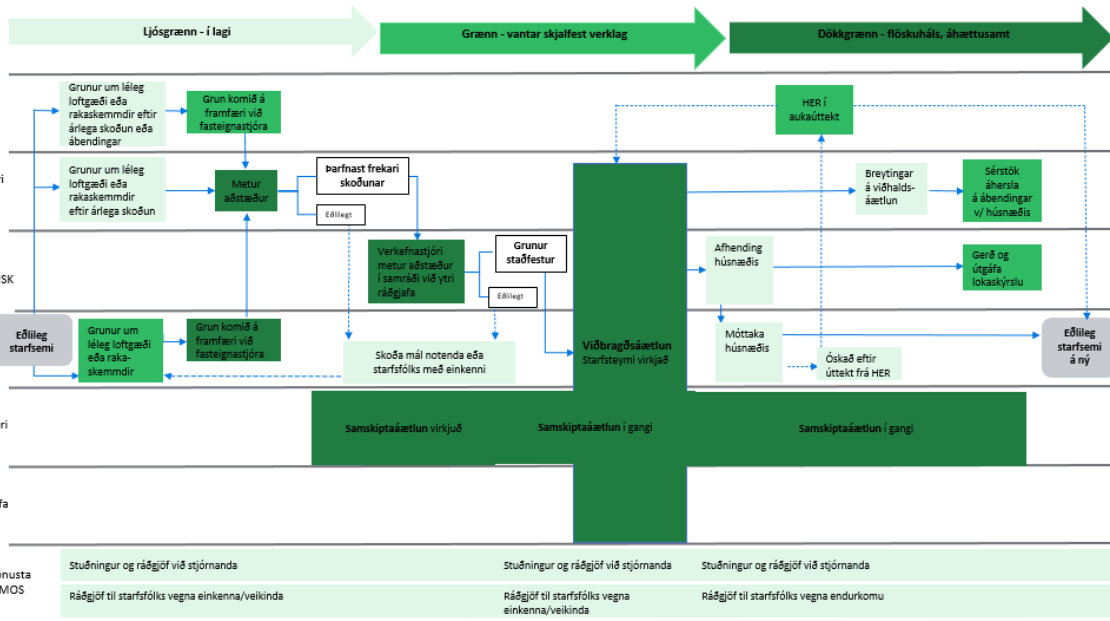 Ljósgrænn - í lagi
Grænn - vantar skjalfest verklag
Dökkgrænn - flöskuháls, áhættusamt
Grunur um léleg
loftgæði eða
rakaskemmdir eftir
árlega skoðun eða
ábendingar
Grun komið á
framfæri við
fasteignastjóra
HER í
aukaúttekt
ri
Grunur um léleg
loftgæði eða
rakaskemmdir
eftir árlega skoðun
Metur
aðstæður
Þarfnast frekari
skoðunar
Eðlilegt
Breytingar
á viðhalds-
áætlun
Sérstök
áhersla
á ábendingar
v/ húsnæðis
SK
Verkefnastjóri
metur aðstæður
í samráði við ytri
ráðgjafa
Grunur
staðfestur
Eðlilegt
Afhending
húsnæðis
Gerð og
útgáfa
lokaskýrslu
Eðlileg
starfsemi
Grunur um
léleg loftgæði
eða raka-
skemmdir
Grun komið á
framfæri við
fasteignastjóra
Skoða mál notenda eða
starfsfólks með einkenni
Viðbragðsáætlun
Starfsteymi virkjað
Móttaka
húsnæðis
Óskað eftir
úttekt frá HER
Eðlileg
starfsemi
á ný
ri
Samskiptaáætlun virkjuð
Samskiptaáætlun í gangi
Samskiptaáætlun í gangi
fa
ónusta
MOS
Stuðningur og ráðgjöf við stjórnanda
Stuðningur og ráðgjöf við stjórnanda
Stuðningur og ráðgjöf við stjórnanda
Ráðgjöf til starfsfólks vegna einkenna/veikinda
Ráðgjöf til starfsfólks vegna
einkenna/veikinda
Ráðgjöf til starfsfólks vegna endurkomu